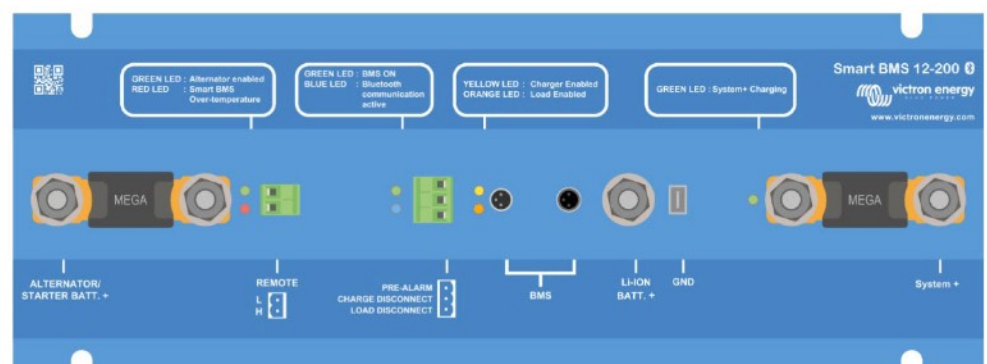 GREEN LED : Alternator enabled
RED LED : Smart BMS
Over-temperature
GREEN LED : BMS ON
BLUE LED : Bluetooth
communication
active
YELLOW LED : Charger Enabled
ORANGE LED : Load Enabled
GREEN LED : System+ Charging
Smart BMS 12-200
victron energy
BLUE POWER
www.victronenergy.com
MEGA
MEGA
ALTERNATOR/
STARTER BATT. +
REMOTE
L
H
PRE-ALARM
CHARGE DISCONNECT
LOAD DISCONNECT
BMS
Li-ION
BATT. +
GND
System +